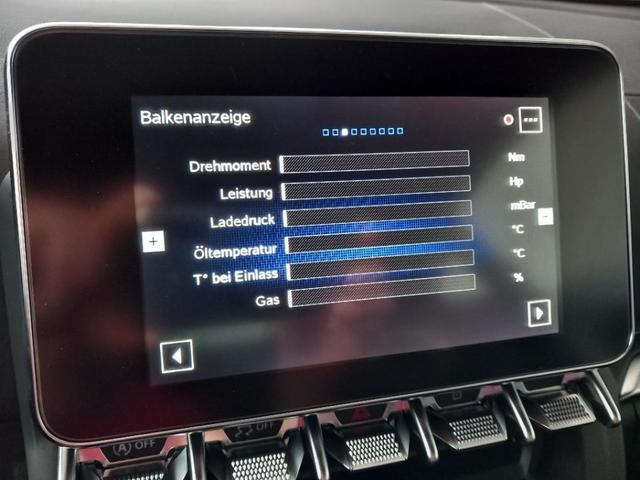 Balkenanzeige
Drehmoment Nm
Leistung Hp
Ladedruck mBar
Öltemperatur °C
T° bei Einlass °C
Gas %
OFF
OFF